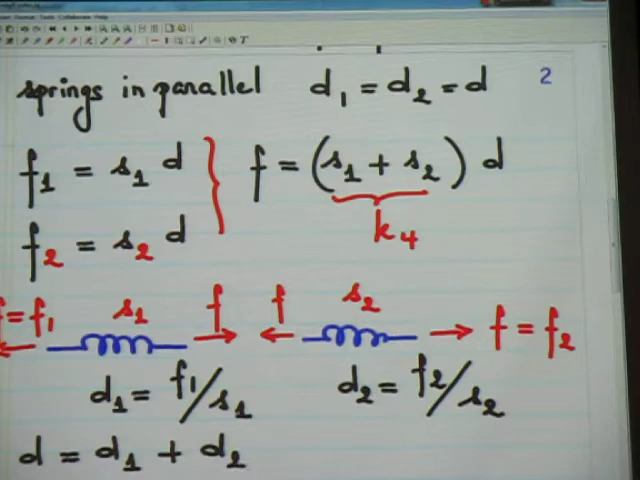 springs in parallel d₁ = d₂ = d 2
f₁ = s₁ d } f = (s₁ + s₂) d
f₂ = s₂ d k₄
f = f₁ s₁ f f s₂ f = f₂
d₁ = f₁/s₁ d₂ = f₂/s₂
d = d₁ + d₂